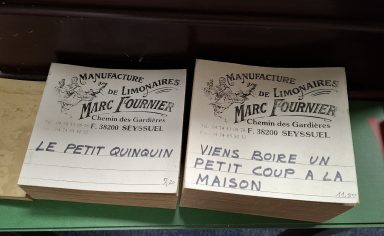 MANUFACTURE
DE LIMONAIRES
MARC FOURNIER
Chemin des Gardières
F. 38200 SEYSSUEL
LE PETIT QUINQUIN
MANUFACTURE
DE LIMONAIRES
MARC FOURNIER
Chemin des Gardières
F. 38200 SEYSSUEL
VIENS BOIRE UN
PETIT COUP A LA
MAISON